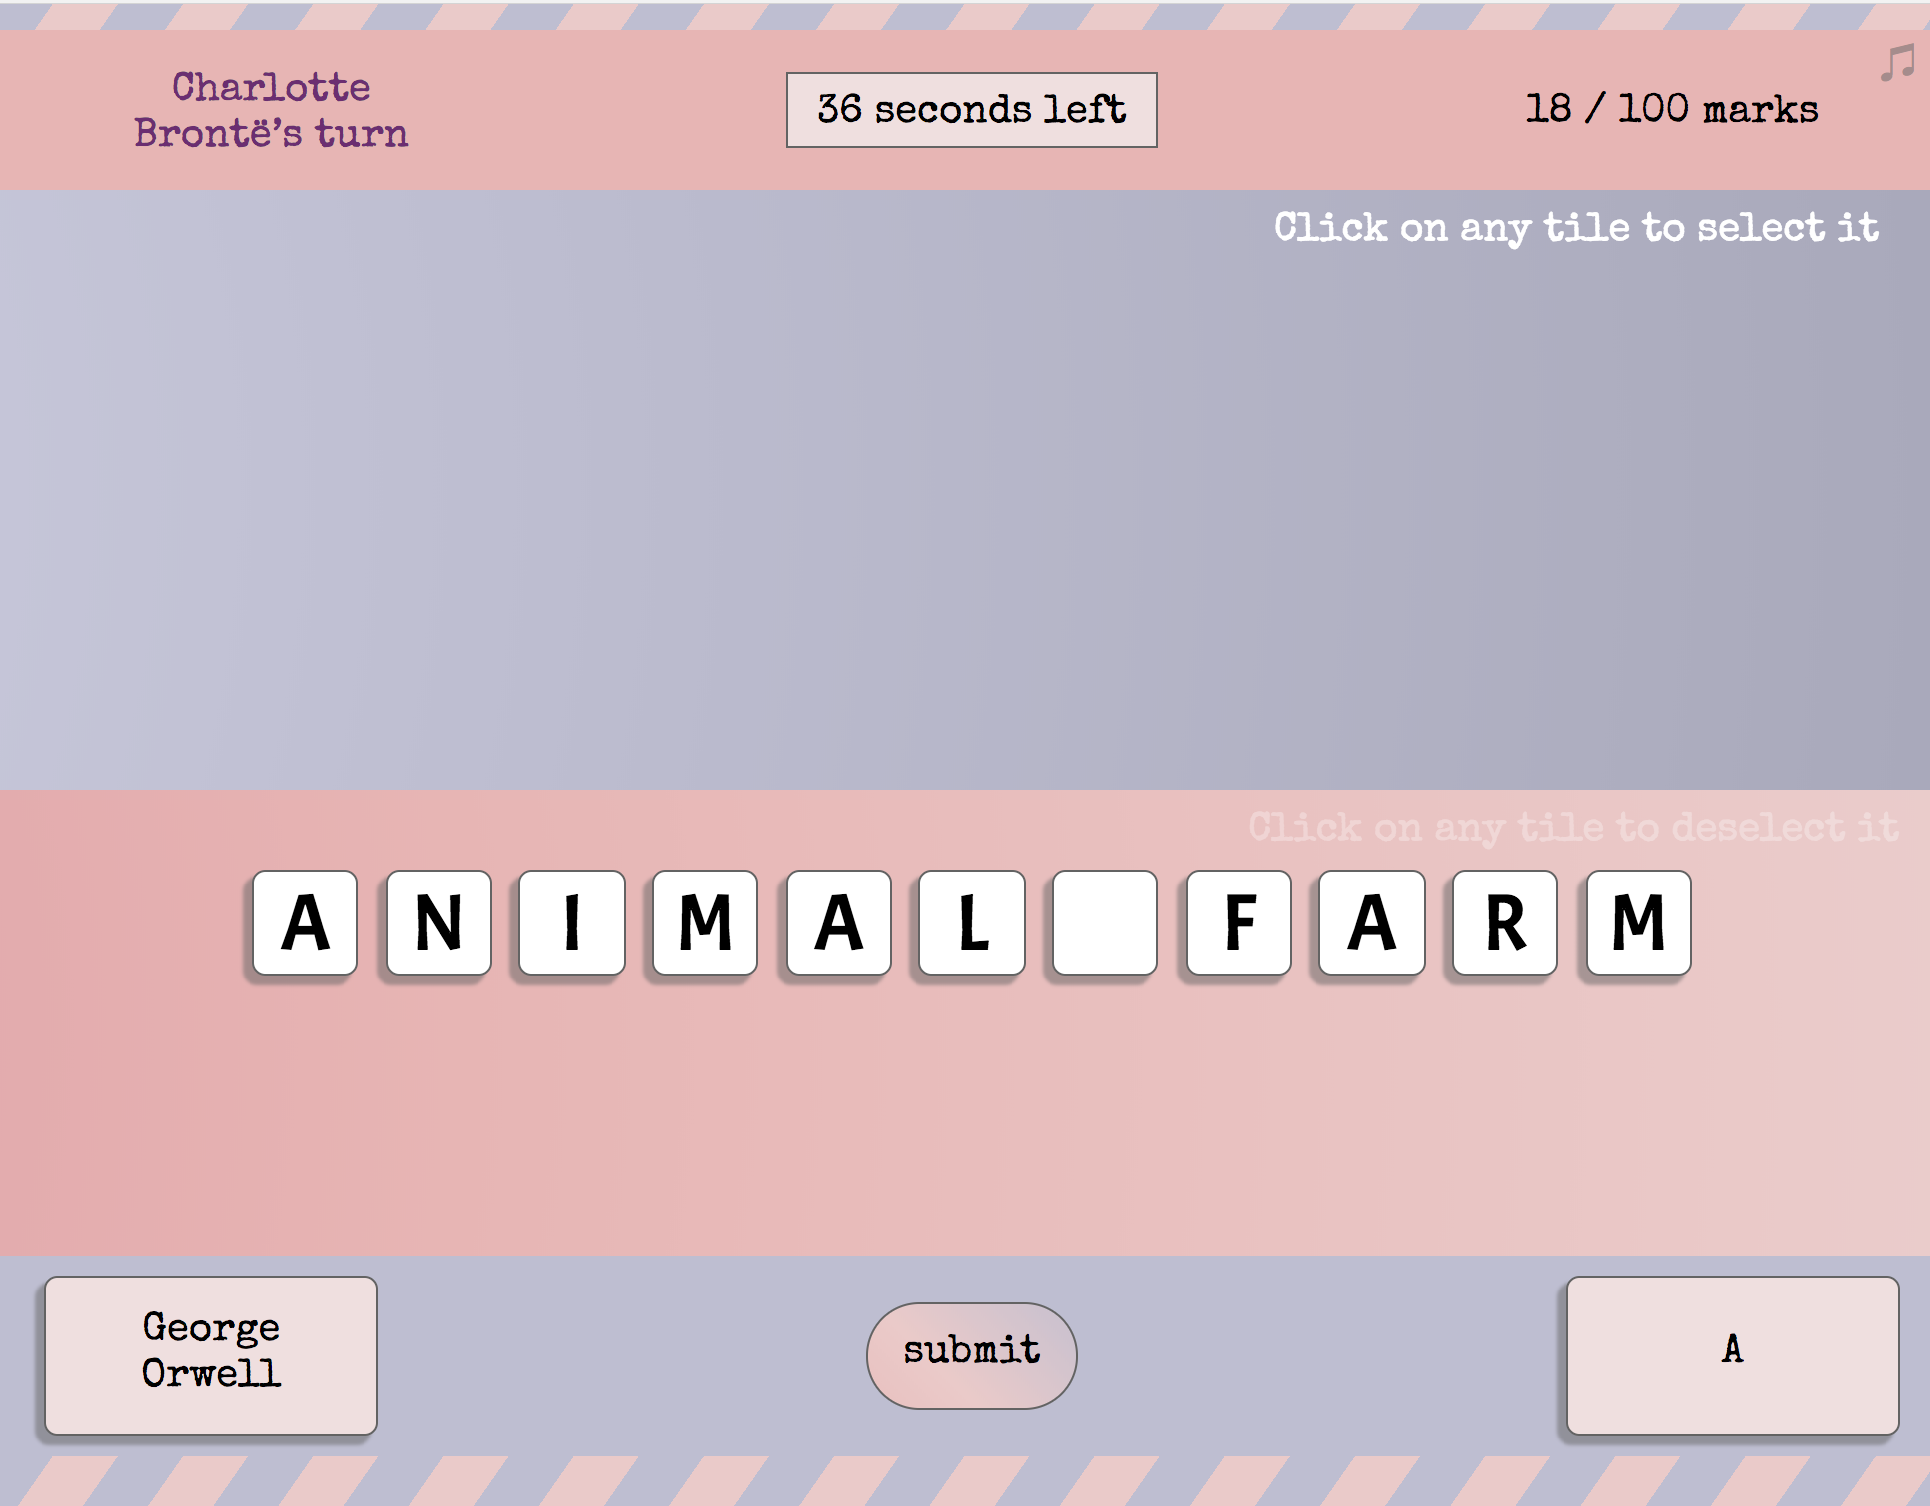 Charlotte
Brontë’s turn
36 seconds left
18 / 100 marks
Click on any tile to select it
Click on any tile to deselect it
A N I M A L F A R M
George
Orwell
submit
A